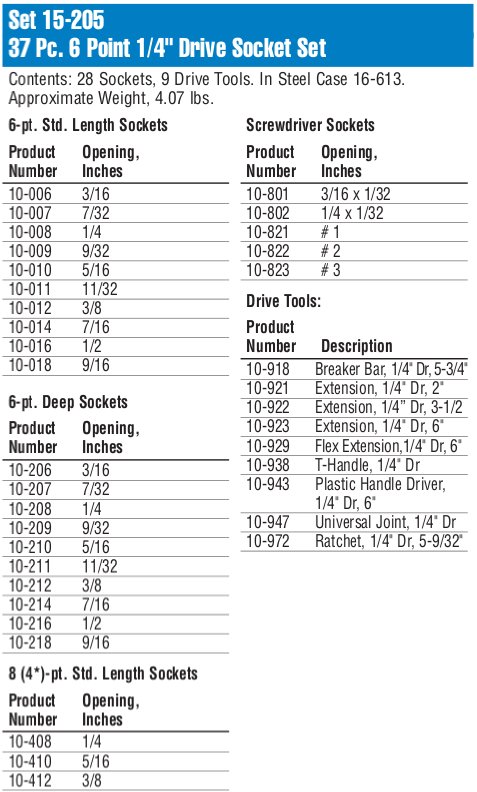 Set 15-205
37 Pc. 6 Point 1/4" Drive Socket Set
Contents: 28 Sockets, 9 Drive Tools. In Steel Case 16-613.
Approximate Weight, 4.07 lbs.
6-pt. Std. Length Sockets
Product Opening,
Number Inches
10-006 3/16
10-007 7/32
10-008 1/4
10-009 9/32
10-010 5/16
10-011 11/32
10-012 3/8
10-014 7/16
10-016 1/2
10-018 9/16
6-pt. Deep Sockets
Product Opening,
Number Inches
10-206 3/16
10-207 7/32
10-208 1/4
10-209 9/32
10-210 5/16
10-211 11/32
10-212 3/8
10-214 7/16
10-216 1/2
10-218 9/16
8 (4*)-pt. Std. Length Sockets
Product Opening,
Number Inches
10-408 1/4
10-410 5/16
10-412 3/8
Screwdriver Sockets
Product Opening,
Number Inches
10-801 3/16 x 1/32
10-802 1/4 x 1/32
10-821 # 1
10-822 # 2
10-823 # 3
Drive Tools:
Product
Number Description
10-918 Breaker Bar, 1/4" Dr, 5-3/4"
10-921 Extension, 1/4" Dr, 2"
10-922 Extension, 1/4” Dr, 3-1/2
10-923 Extension, 1/4" Dr, 6"
10-929 Flex Extension,1/4" Dr, 6"
10-938 T-Handle, 1/4" Dr
10-943 Plastic Handle Driver,
1/4" Dr, 6"
10-947 Universal Joint, 1/4" Dr
10-972 Ratchet, 1/4" Dr, 5-9/32"